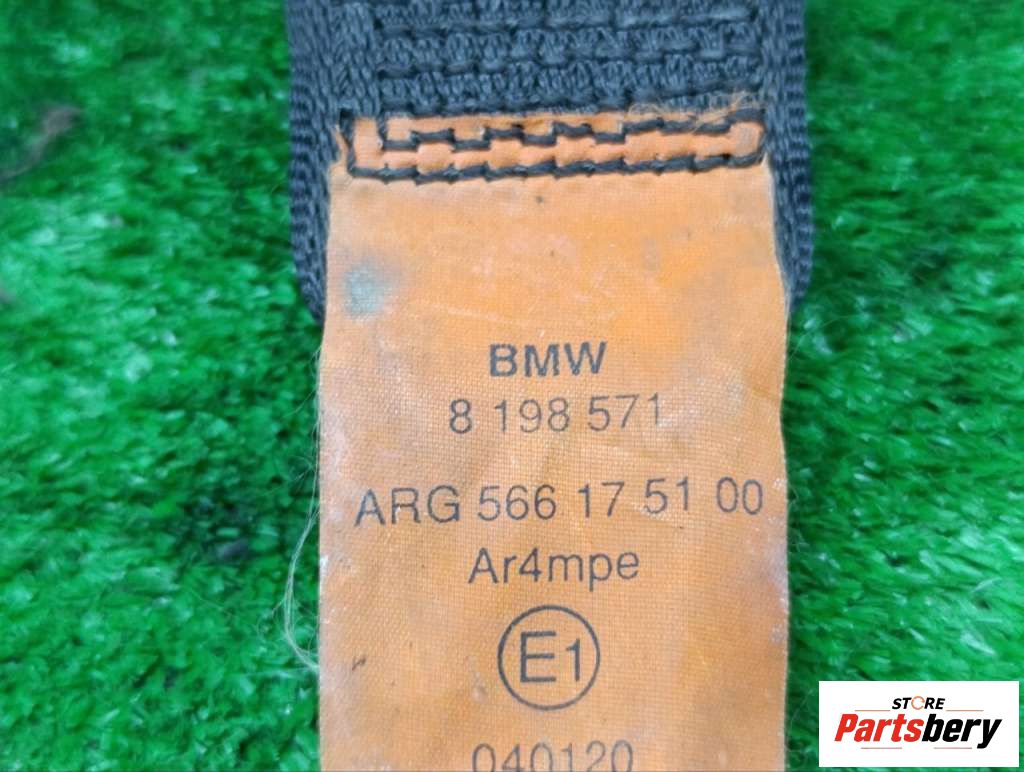 BMW
8 198 571
ARG 566 17 51 00
Ar4mpe
E1
040120
STORE
Partsbery